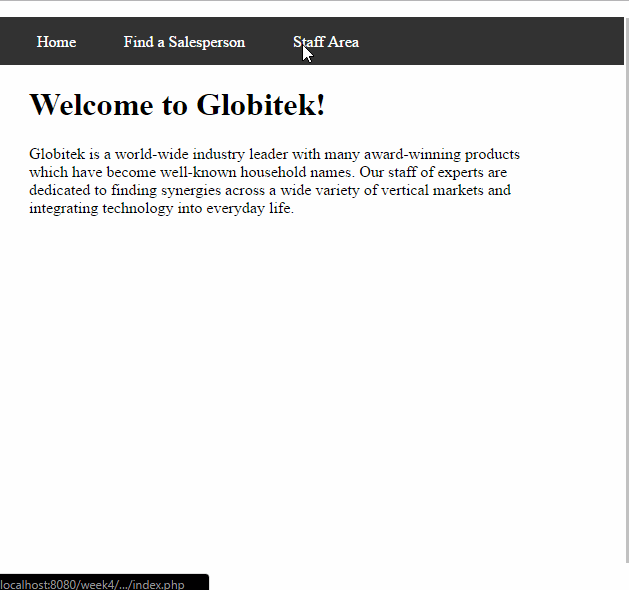 Home Find a Salesperson Staff Area
Welcome to Globitek!
Globitek is a world-wide industry leader with many award-winning products
which have become well-known household names. Our staff of experts are
dedicated to finding synergies across a wide variety of vertical markets and
integrating technology into everyday life.
localhost:8080/week4/.../index.php